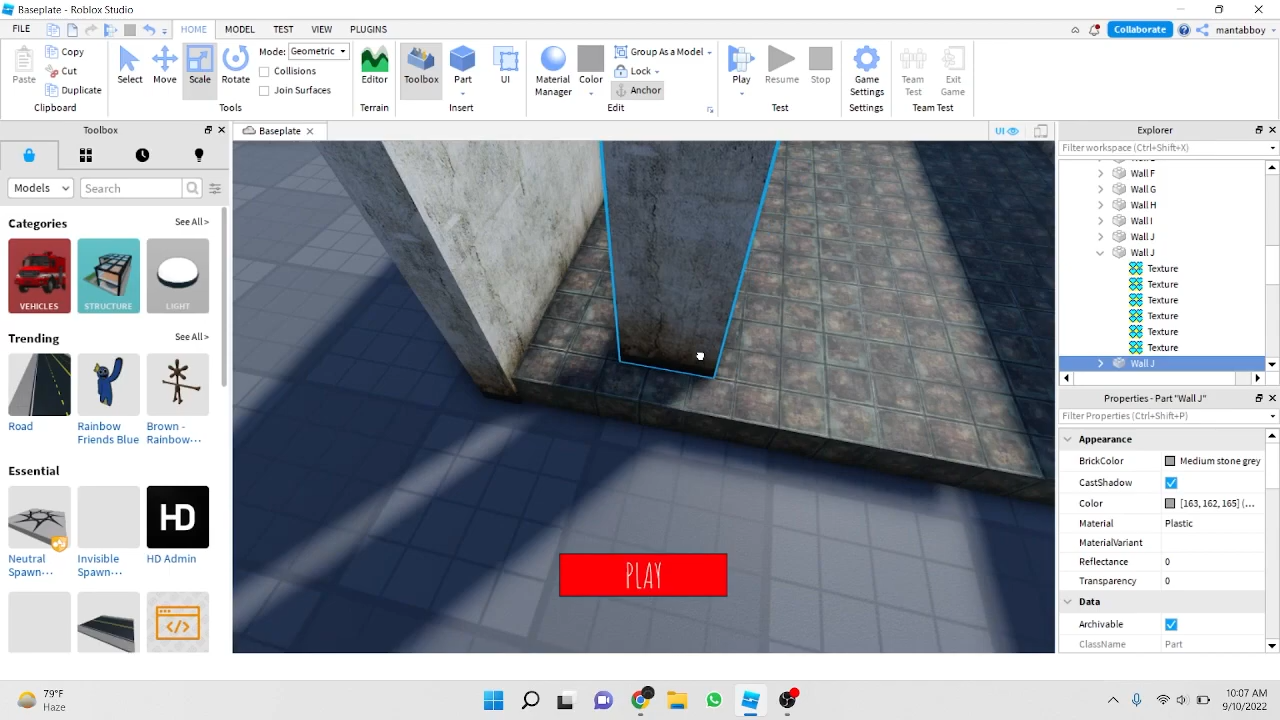 Baseplate - Roblox Studio
FILE HOME MODEL TEST VIEW PLUGINS Collaborate mantabboy
Paste Copy Cut Duplicate Clipboard
Select Move Scale Rotate Mode: Geometric Collisions Join Surfaces Tools
Editor Terrain
Toolbox Part UI Insert
Material Manager Color Group As a Model Lock Anchor Edit
Play Resume Stop Test
Game Settings Settings
Team Test Exit Game Team Test
Toolbox
Baseplate
UI
Explorer
Filter workspace (Ctrl+Shift+X)
Models Search
Wall F
Wall G
Wall H
Wall I
Wall J
Wall J
Texture
Texture
Texture
Texture
Texture
Texture
Wall J
Categories See All >
VEHICLES STRUCTURE LIGHT
Trending See All >
Road Rainbow Friends Blue Brown - Rainbow...
Essential
HD
Neutral Spawn... Invisible Spawn... HD Admin
PLAY
Properties - Part "Wall J"
Filter Properties (Ctrl+Shift+P)
Appearance
BrickColor Medium stone grey
CastShadow
Color [163, 162, 165] (...
Material Plastic
MaterialVariant
Reflectance 0
Transparency 0
Data
Archivable
ClassName Part
79°F
10:07 AM
9/10/2022